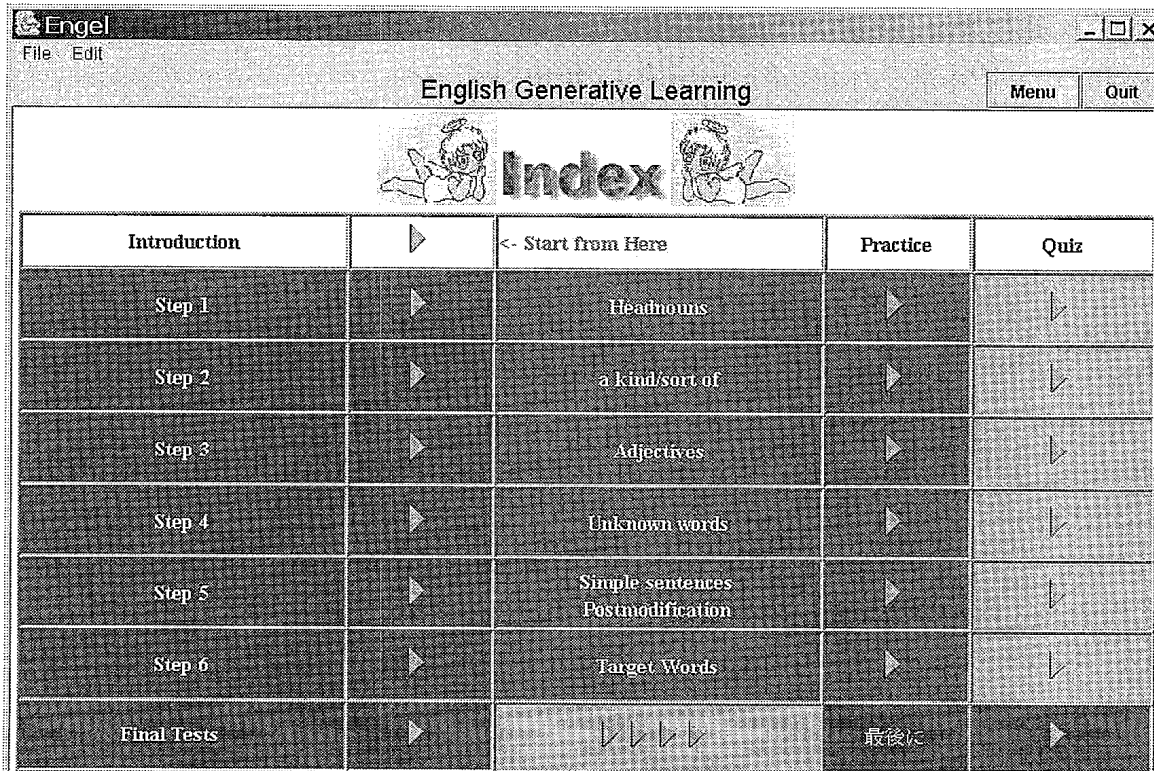 Engel
File Edit
English Generative Learning
Menu Quit
Index
Introduction <- Start from Here Practice Quiz
Step 1 Headnouns
Step 2 a kind/sort of
Step 3 Adjectives
Step 4 Unknown words
Step 5 Simple sentences
Postmodification
Step 6 Target Words
Final Tests 最後に